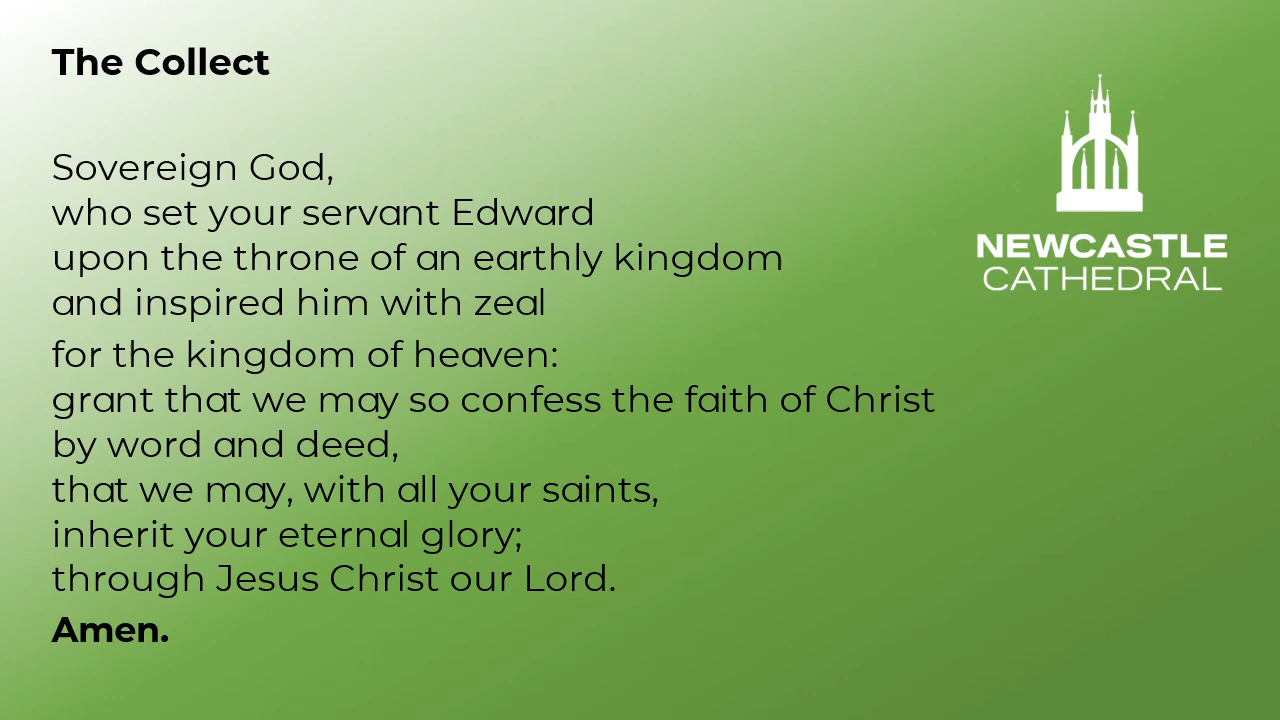 The Collect
Sovereign God,
who set your servant Edward
upon the throne of an earthly kingdom
and inspired him with zeal
for the kingdom of heaven:
grant that we may so confess the faith of Christ
by word and deed,
that we may, with all your saints,
inherit your eternal glory;
through Jesus Christ our Lord.
Amen.
NEWCASTLE
CATHEDRAL